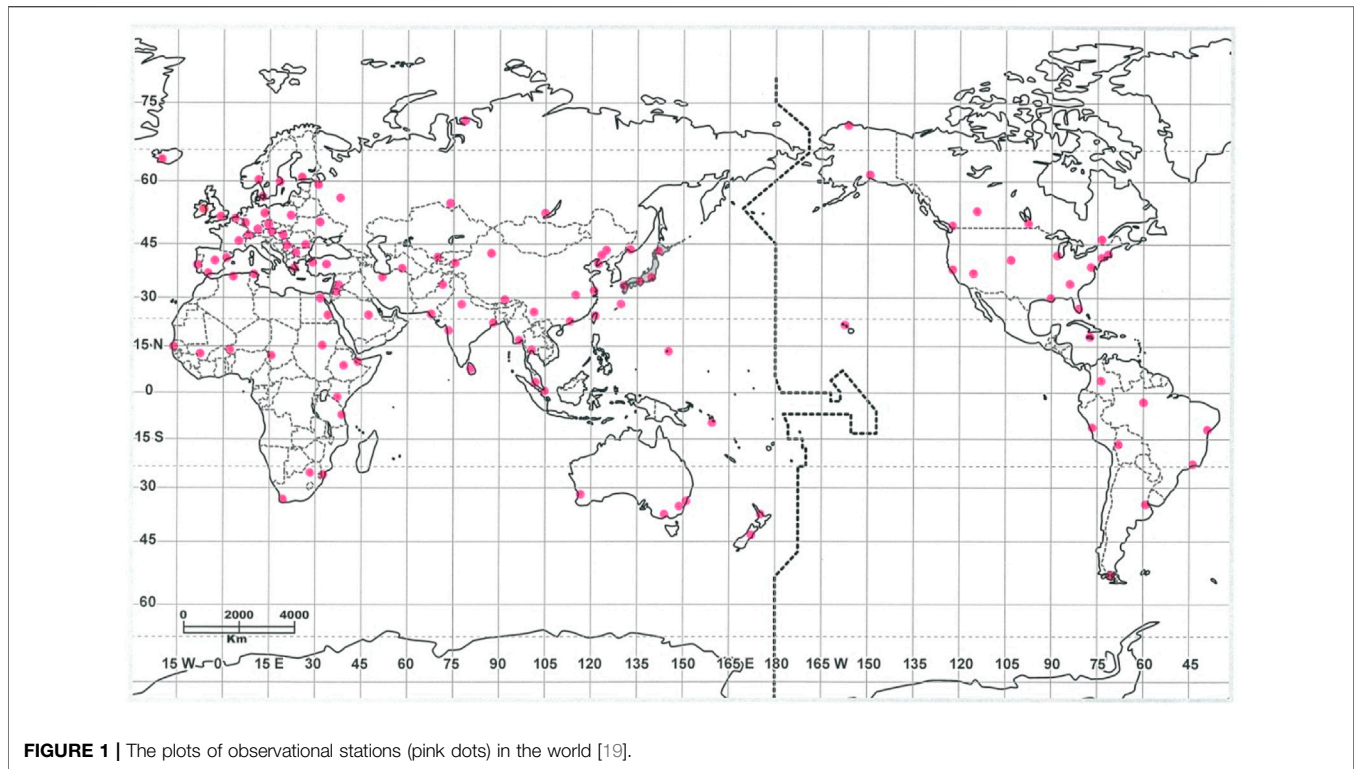 75
60
45
30
15 N
0
15 S
30
45
60
0 2000 4000
Km
15 W 0 15 E 30 45 60 75 90 105 120 135 150 165 E 180 165 W 150 135 120 105 90 75 60 45
FIGURE 1 | The plots of observational stations (pink dots) in the world [19].